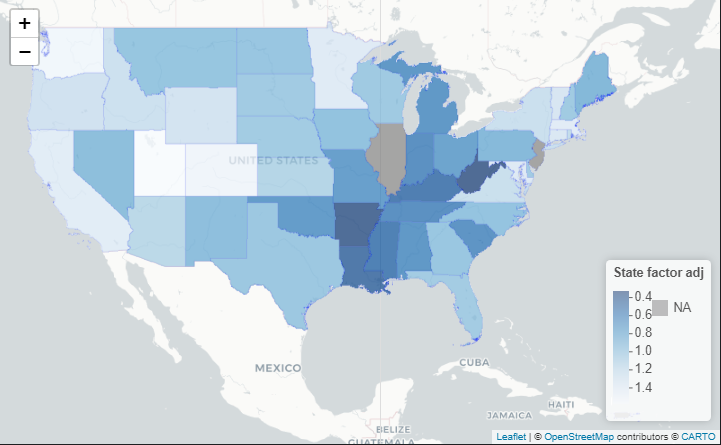 +
−
UNITED STATES
State factor adj
0.4
0.6
0.8
1.0
1.2
1.4
NA
MEXICO
CUBA
HAITI
JAMAICA
BELIZE
GUATEMALA
Leaflet | © OpenStreetMap contributors © CARTO